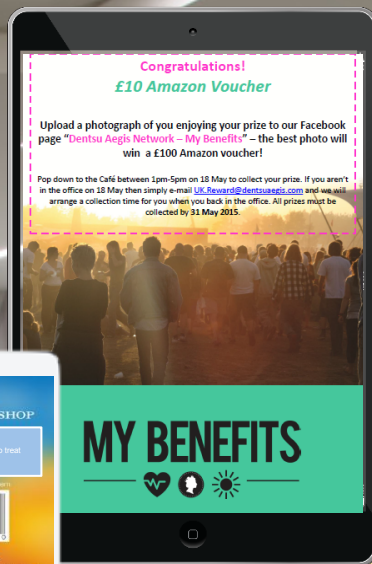 Congratulations!
£10 Amazon Voucher
Upload a photograph of you enjoying your prize to our Facebook
page “Dentsu Aegis Network – My Benefits” – the best photo will
win a £100 Amazon voucher!
Pop down to the Café between 1pm-5pm on 18 May to collect your prize. If you aren’t
in the office on 18 May then simply e-mail UK.Reward@dentsuaegis.com and we will
arrange a collection time for you when you back in the office. All prizes must be
collected by 31 May 2015.
SHOP
treat
MY BENEFITS